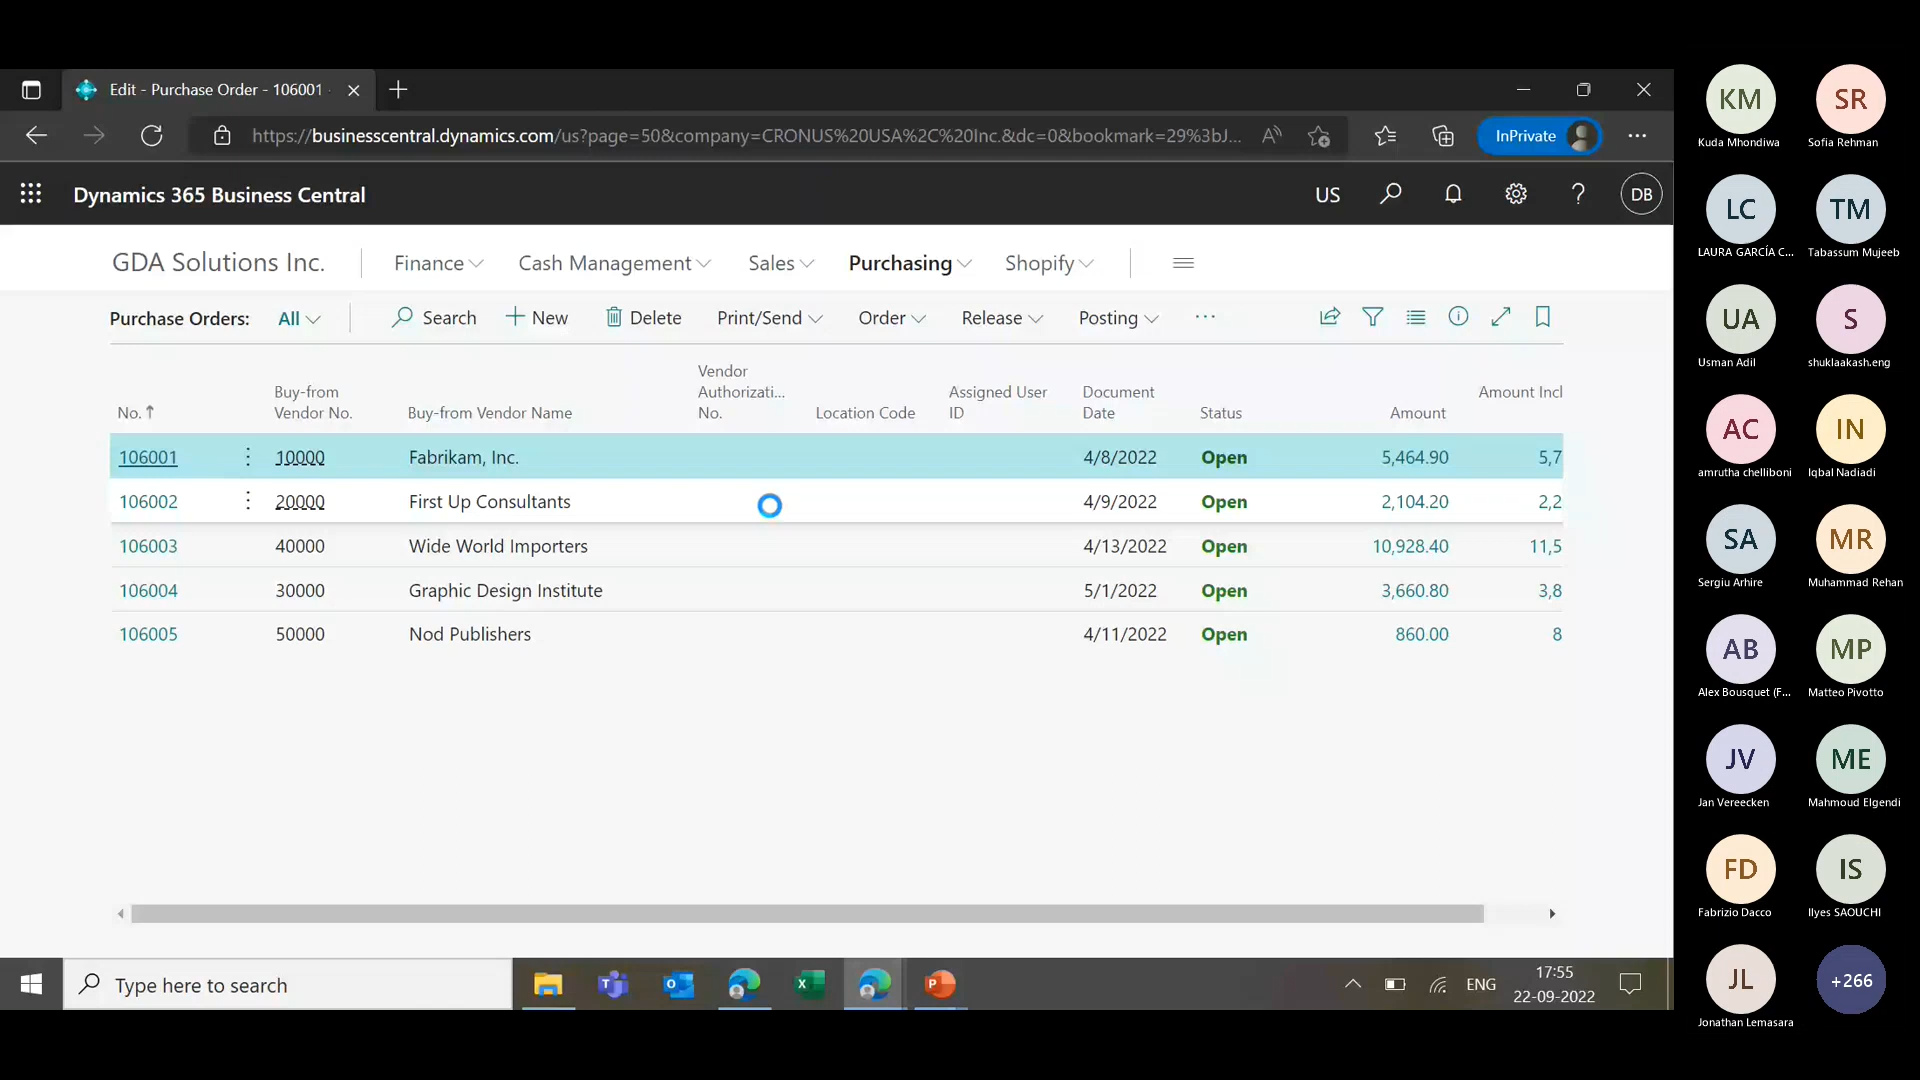 Edit - Purchase Order - 106001
https://businesscentral.dynamics.com/us?page=50&company=CRONUS%20USA%2C%20Inc.&dc=0&bookmark=29%3bJ...
InPrivate
Dynamics 365 Business Central
US
DB
GDA Solutions Inc.
Finance
Cash Management
Sales
Purchasing
Shopify
Purchase Orders:
All
Search
New
Delete
Print/Send
Order
Release
Posting
No.
Buy-from
Vendor No.
Buy-from Vendor Name
Vendor
Authorizati...
No.
Location Code
Assigned User
ID
Document
Date
Status
Amount
Amount Incl
106001 10000 Fabrikam, Inc. 4/8/2022 Open 5,464.90 5,7
106002 20000 First Up Consultants 4/9/2022 Open 2,104.20 2,2
106003 40000 Wide World Importers 4/13/2022 Open 10,928.40 11,5
106004 30000 Graphic Design Institute 5/1/2022 Open 3,660.80 3,8
106005 50000 Nod Publishers 4/11/2022 Open 860.00 8
Type here to search
ENG
17:55
22-09-2022
KM
Kuda Mhondiwa
SR
Sofia Rehman
LC
LAURA GARCÍA C...
TM
Tabassum Mujeeb
UA
Usman Adil
S
shuklaakash.eng
AC
amrutha chelliboni
IN
Iqbal Nadiadi
SA
Sergiu Arhire
MR
Muhammad Rehan
AB
Alex Bousquet (F...
MP
Matteo Pivotto
JV
Jan Vereecken
ME
Mahmoud Elgendi
FD
Fabrizio Dacco
IS
Ilyes SAOUCHI
JL
Jonathan Lemasara
+266